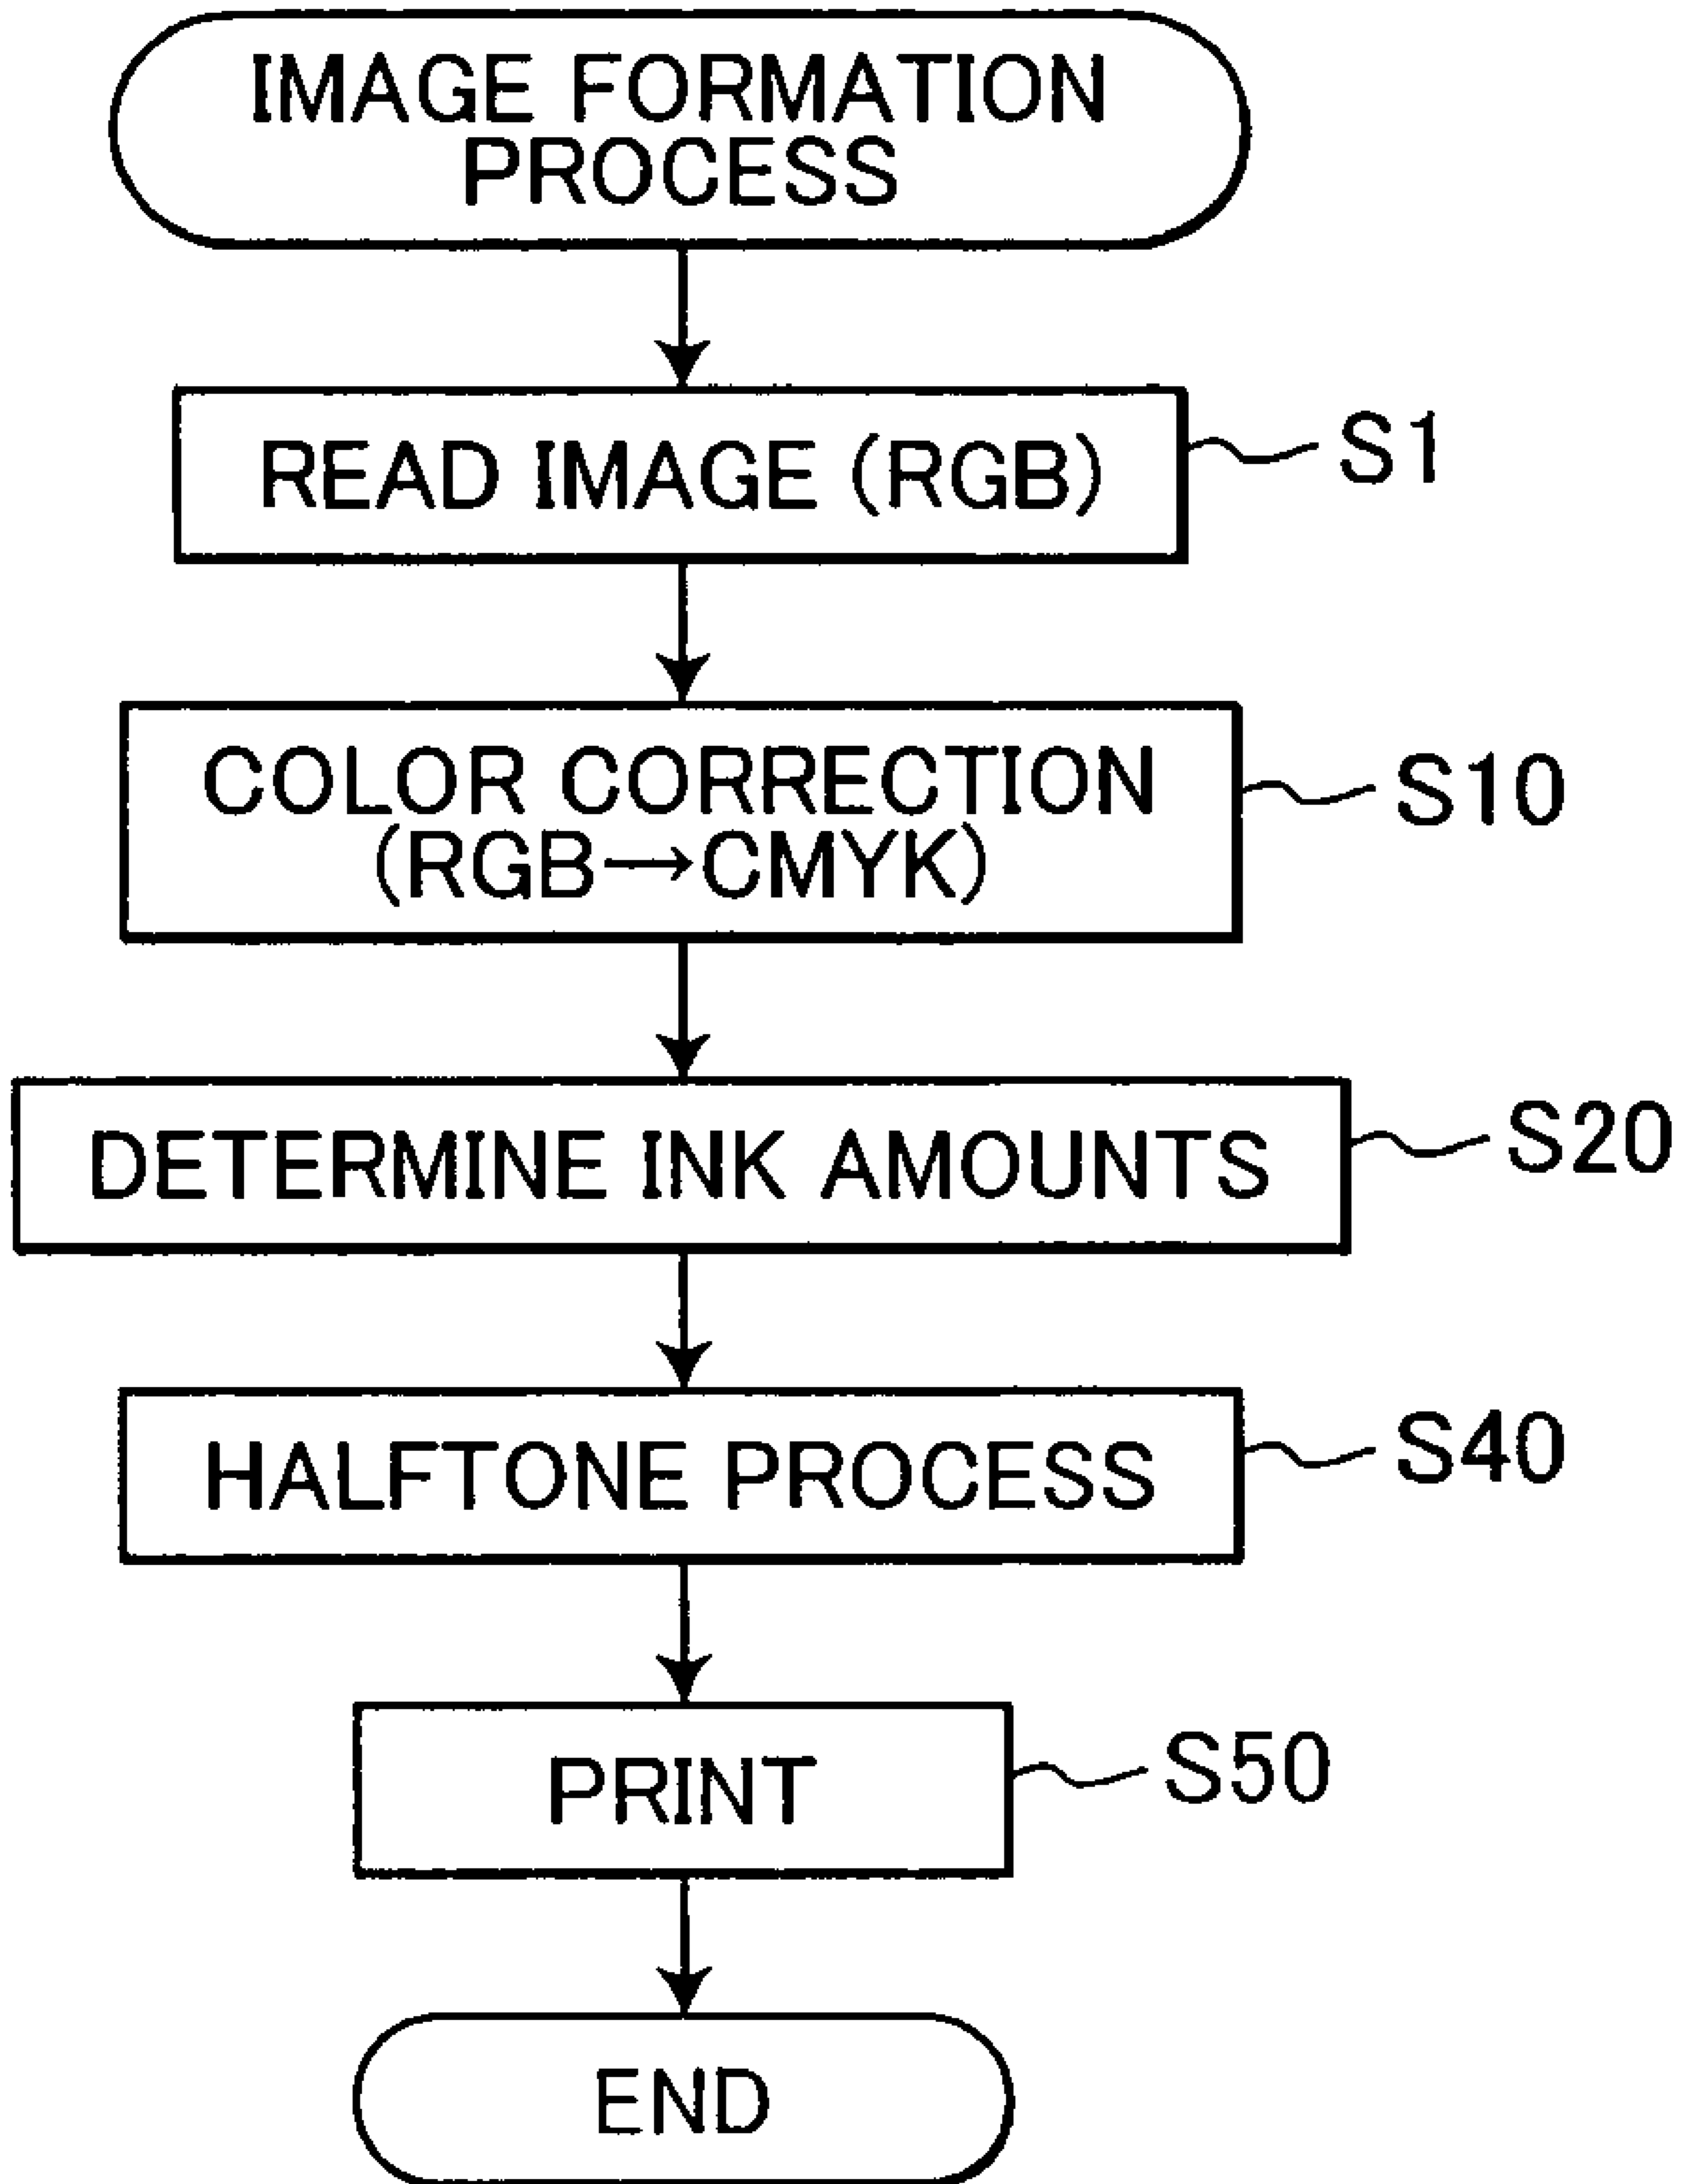 IMAGE FORMATION
PROCESS
READ IMAGE (RGB)
S1
COLOR CORRECTION
(RGB→CMYK)
S10
DETERMINE INK AMOUNTS
S20
HALFTONE PROCESS
S40
PRINT
S50
END